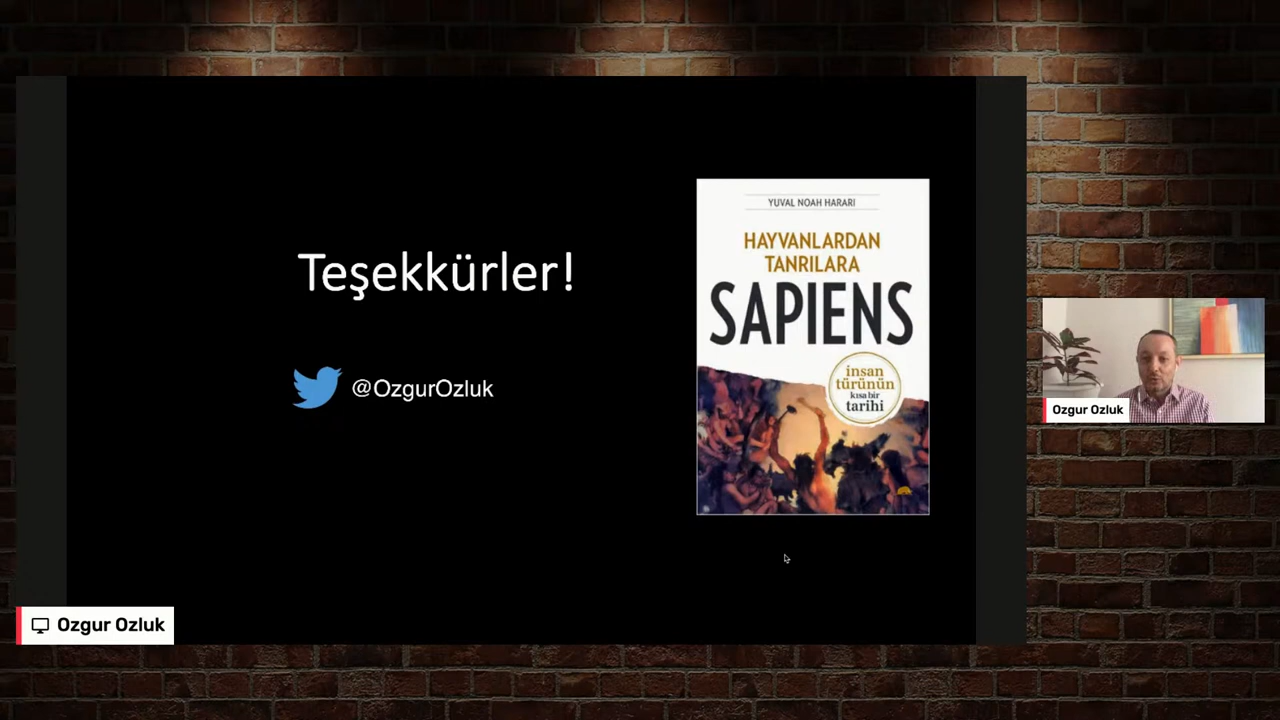 Teşekkürler!
@OzgurOzluk
YUVAL NOAH HARARI
HAYVANLARDAN
TANRILARA
SAPIENS
insan
türünün
kısa bir
tarihi
Ozgur Ozluk
Ozgur Ozluk